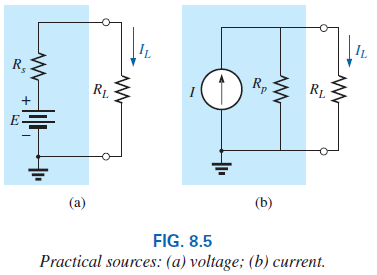 R_s
+
E
−
R_L
I_L
I
R_p
R_L
I_L
(a)
(b)
FIG. 8.5
Practical sources: (a) voltage; (b) current.